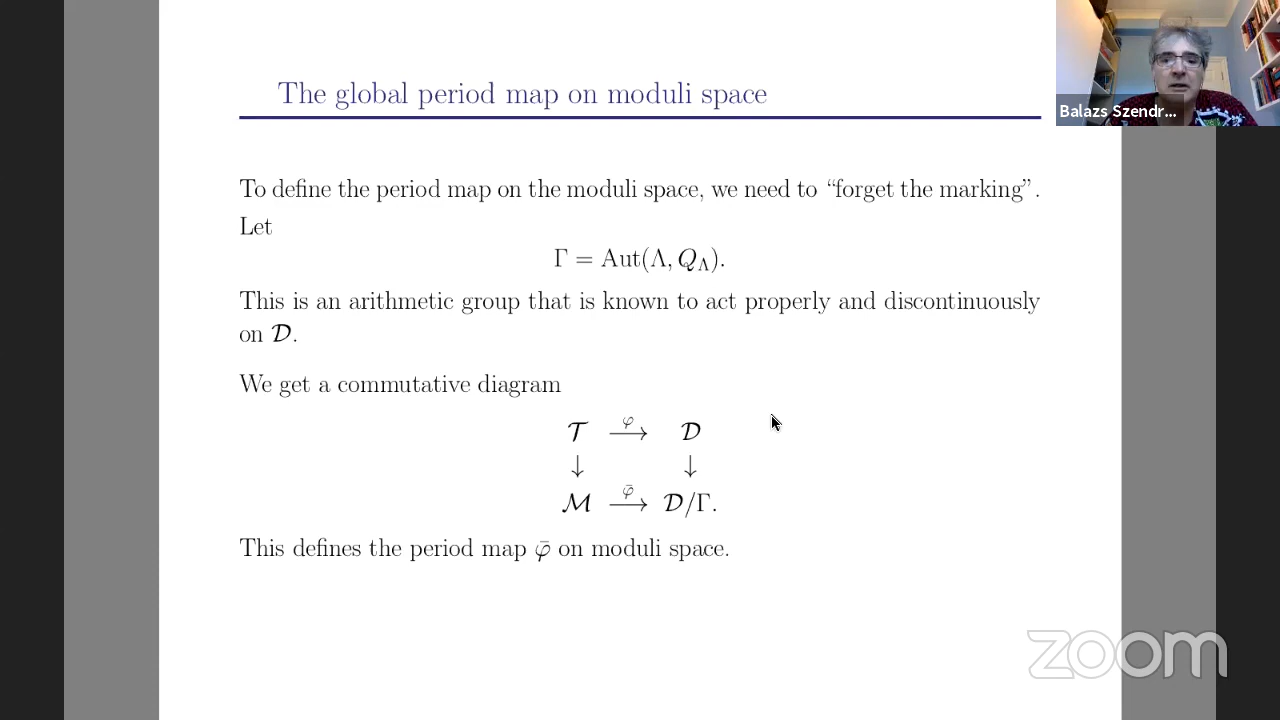 The global period map on moduli space
Balazs Szendr...
To define the period map on the moduli space, we need to “forget the marking”.
Let
Γ = Aut(Λ, Q_Λ).
This is an arithmetic group that is known to act properly and discontinuously
on 𝒟.
We get a commutative diagram
φ
𝒯 ⟶ 𝒟
↓ ↓
φ̄
ℳ ⟶ 𝒟/Γ.
This defines the period map φ̄ on moduli space.
zoom